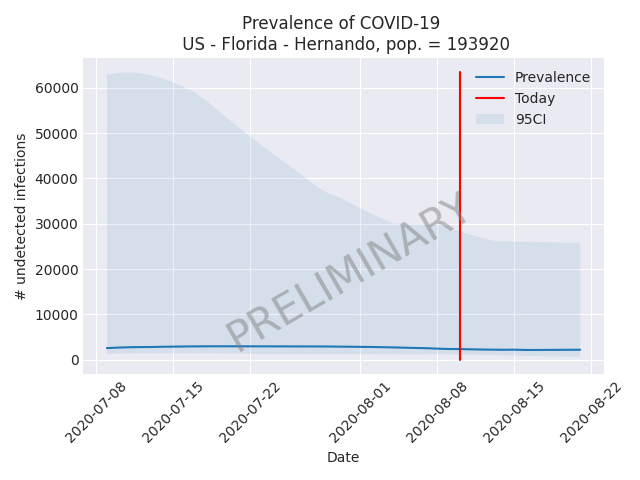 Prevalence of COVID-19
US - Florida - Hernando, pop. = 193920
Prevalence
Today
95CI
# undetected infections
60000
50000
40000
30000
20000
10000
0
PRELIMINARY
2020-07-08
2020-07-15
2020-07-22
2020-08-01
2020-08-08
2020-08-15
2020-08-22
Date